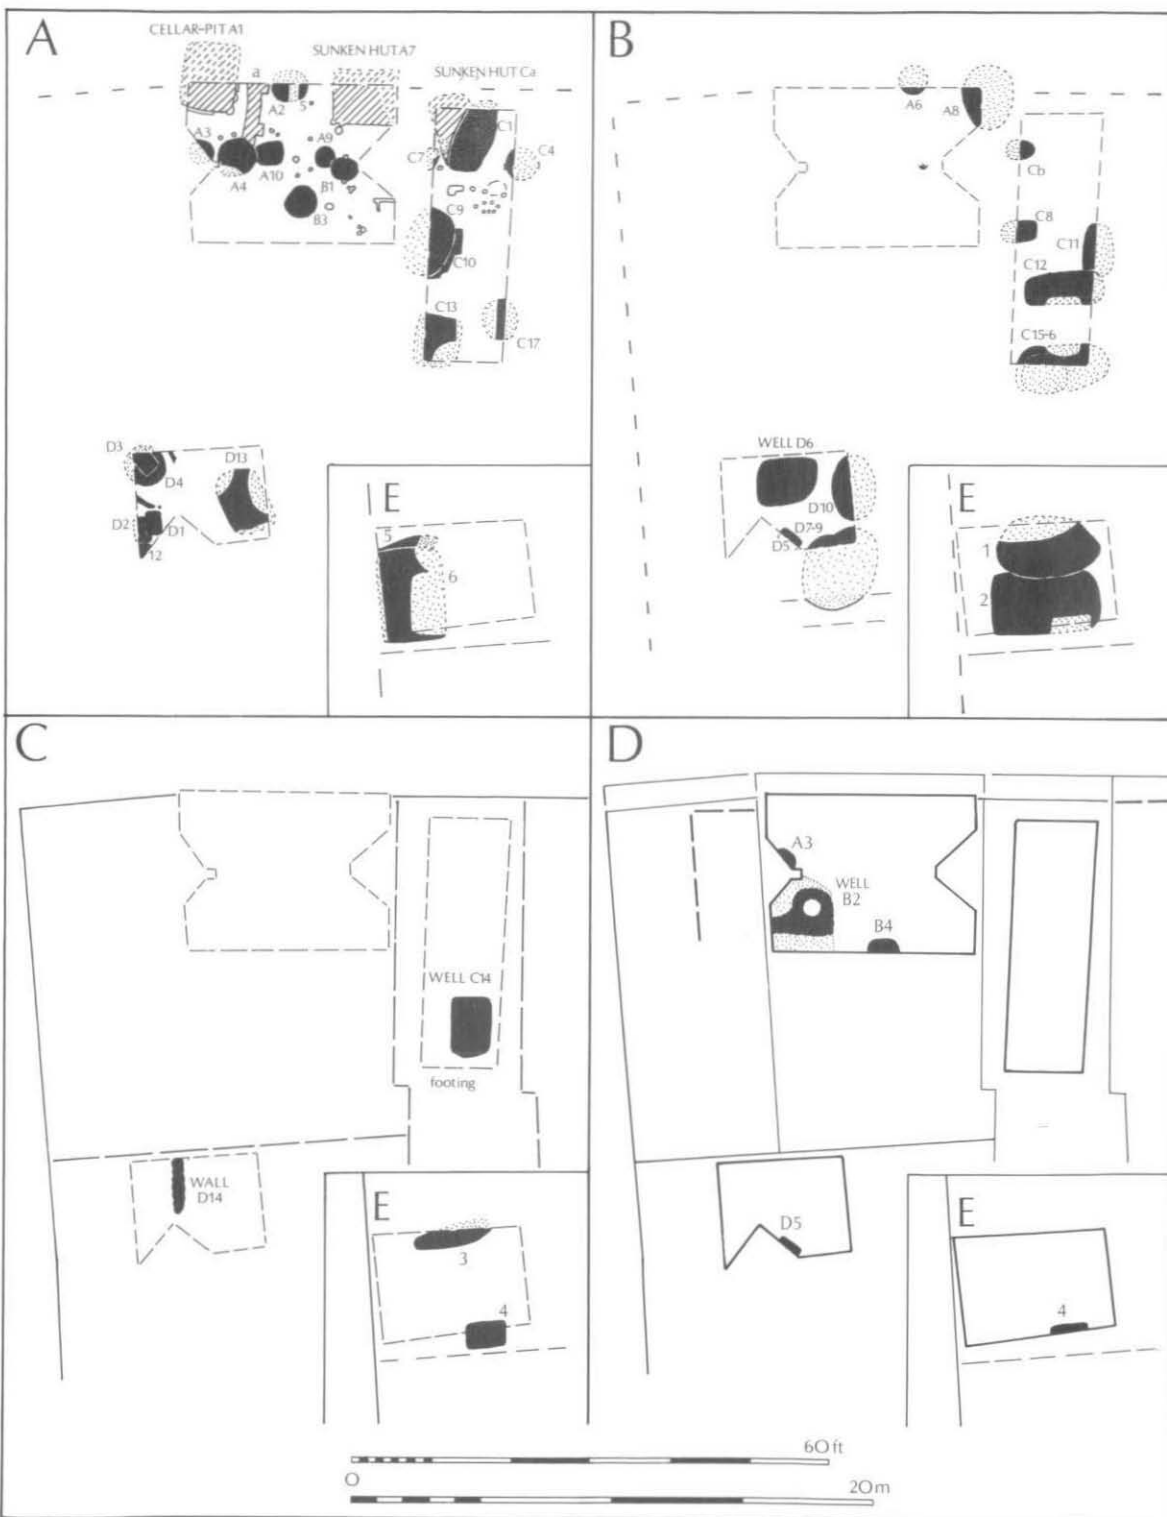 A
CELLAR-PIT A1
SUNKEN HUT A7
SUNKEN HUT Ca
a
A2
5
A3
A9
C1
C7
C4
A4
A10
B1
B3
C9
C10
C13
C17
D3
D4
D13
D2
D1
12
E
5
6
B
A6
A8
Cb
C8
C11
C12
C15-6
WELL D6
D10
D7-9
D5
E
1
2
C
WELL C14
footing
WALL
D14
E
3
4
D
A3
WELL
B2
B4
D5
E
4
60 ft
0
20 m